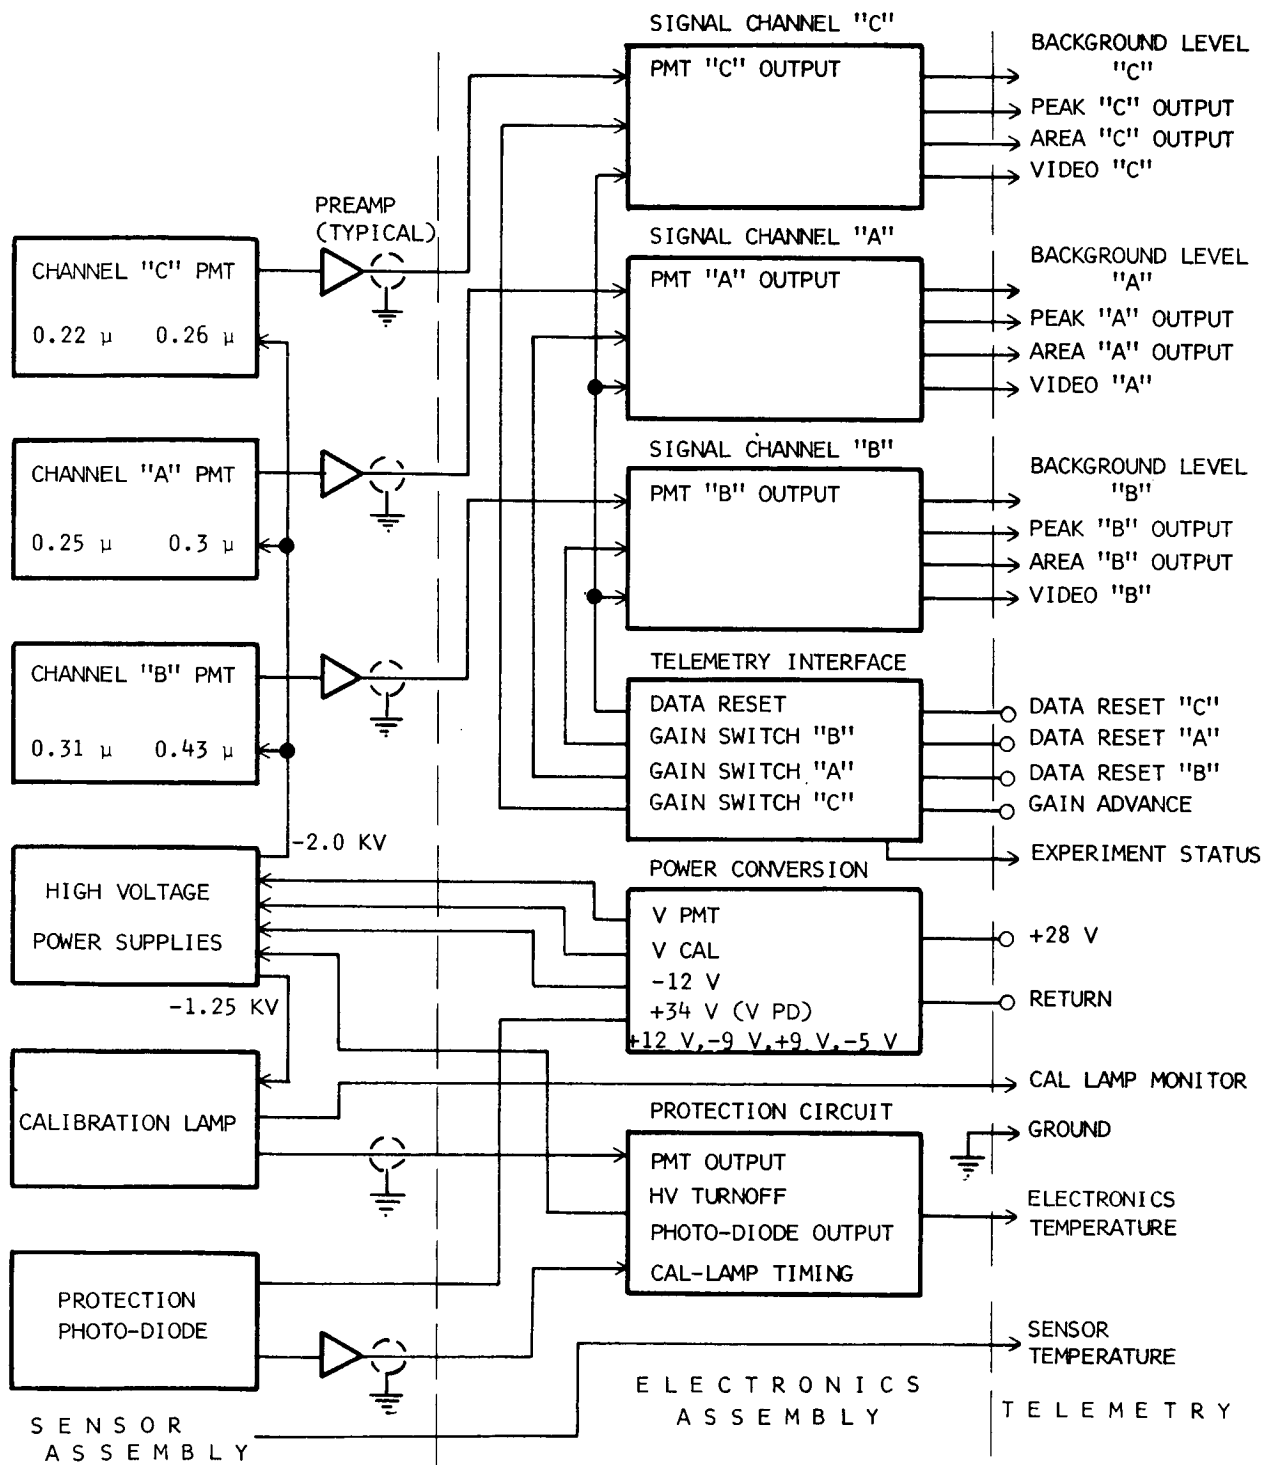 SIGNAL CHANNEL "C"
PMT "C" OUTPUT
BACKGROUND LEVEL
"C"
PEAK "C" OUTPUT
AREA "C" OUTPUT
VIDEO "C"
PREAMP
(TYPICAL)
CHANNEL "C" PMT
0.22 μ 0.26 μ
SIGNAL CHANNEL "A"
PMT "A" OUTPUT
BACKGROUND LEVEL
"A"
PEAK "A" OUTPUT
AREA "A" OUTPUT
VIDEO "A"
CHANNEL "A" PMT
0.25 μ 0.3 μ
SIGNAL CHANNEL "B"
PMT "B" OUTPUT
BACKGROUND LEVEL
"B"
PEAK "B" OUTPUT
AREA "B" OUTPUT
VIDEO "B"
CHANNEL "B" PMT
0.31 μ 0.43 μ
TELEMETRY INTERFACE
DATA RESET
GAIN SWITCH "B"
GAIN SWITCH "A"
GAIN SWITCH "C"
DATA RESET "C"
DATA RESET "A"
DATA RESET "B"
GAIN ADVANCE
EXPERIMENT STATUS
-2.0 KV
HIGH VOLTAGE
POWER SUPPLIES
-1.25 KV
POWER CONVERSION
V PMT
V CAL
-12 V
+34 V (V PD)
+12 V,-9 V,+9 V,-5 V
+28 V
RETURN
CALIBRATION LAMP
CAL LAMP MONITOR
GROUND
PROTECTION CIRCUIT
PMT OUTPUT
HV TURNOFF
PHOTO-DIODE OUTPUT
CAL-LAMP TIMING
ELECTRONICS
TEMPERATURE
PROTECTION
PHOTO-DIODE
SENSOR
TEMPERATURE
SENSOR
ASSEMBLY
ELECTRONICS
ASSEMBLY
TELEMETRY